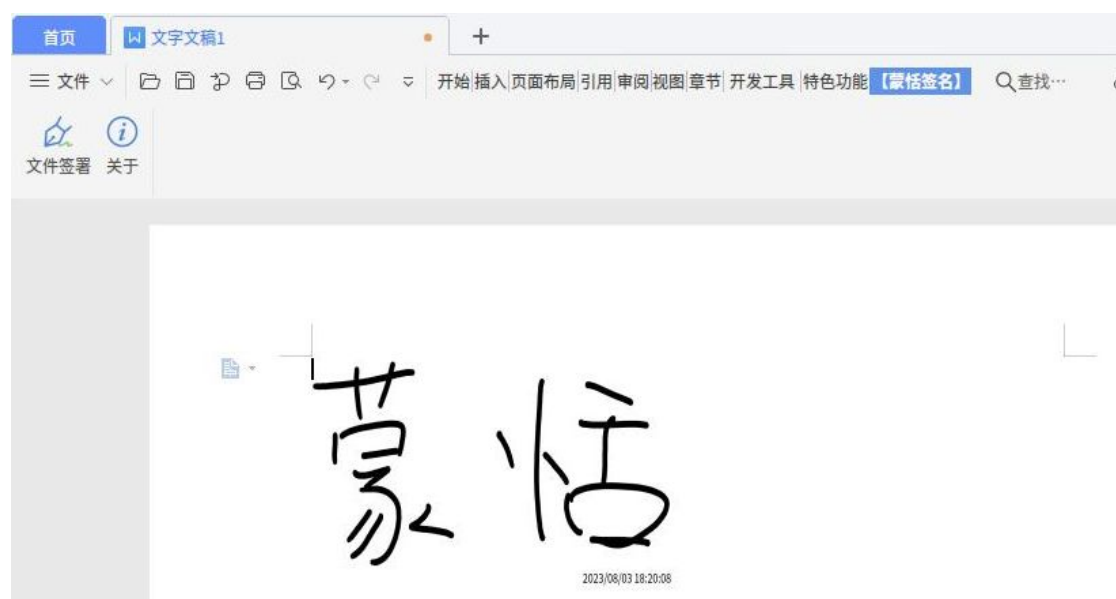 首页 文字文稿1 +
文件 开始 插入 页面布局 引用 审阅 视图 章节 开发工具 特色功能 【蒙恬签名】 查找…
文件签署 关于
蒙恬
2023/08/03 18:20:08